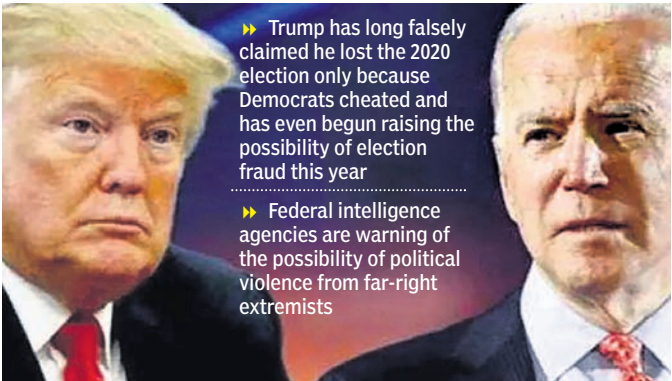 Trump has long falsely
claimed he lost the 2020
election only because
Democrats cheated and
has even begun raising the
possibility of election
fraud this year
Federal intelligence
agencies are warning of
the possibility of political
violence from far-right
extremists